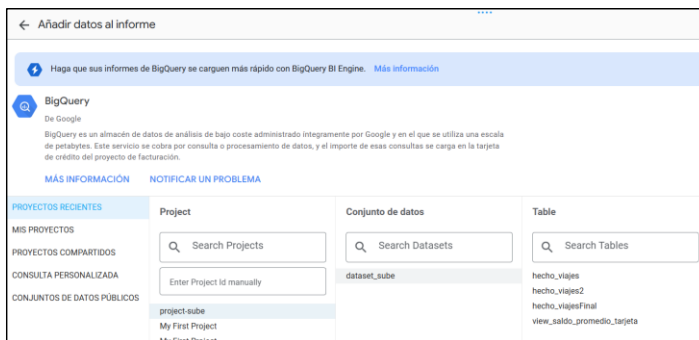 Añadir datos al informe
Haga que sus informes de BigQuery se carguen más rápido con BigQuery BI Engine. Más información
BigQuery
De Google
BigQuery es un almacén de datos de análisis de bajo coste administrado íntegramente por Google y en el que se utiliza una escala
de petabytes. Este servicio se cobra por consulta o procesamiento de datos, y el importe de esas consultas se carga en la tarjeta
de crédito del proyecto de facturación.
MÁS INFORMACIÓN NOTIFICAR UN PROBLEMA
PROYECTOS RECIENTES
MIS PROYECTOS
PROYECTOS COMPARTIDOS
CONSULTA PERSONALIZADA
CONJUNTOS DE DATOS PÚBLICOS
Project
Search Projects
Enter Project Id manually
project-sube
My First Project
My First Project
Conjunto de datos
Search Datasets
dataset_sube
Table
Search Tables
hecho_viajes
hecho_viajes2
hecho_viajesFinal
view_saldo_promedio_tarjeta